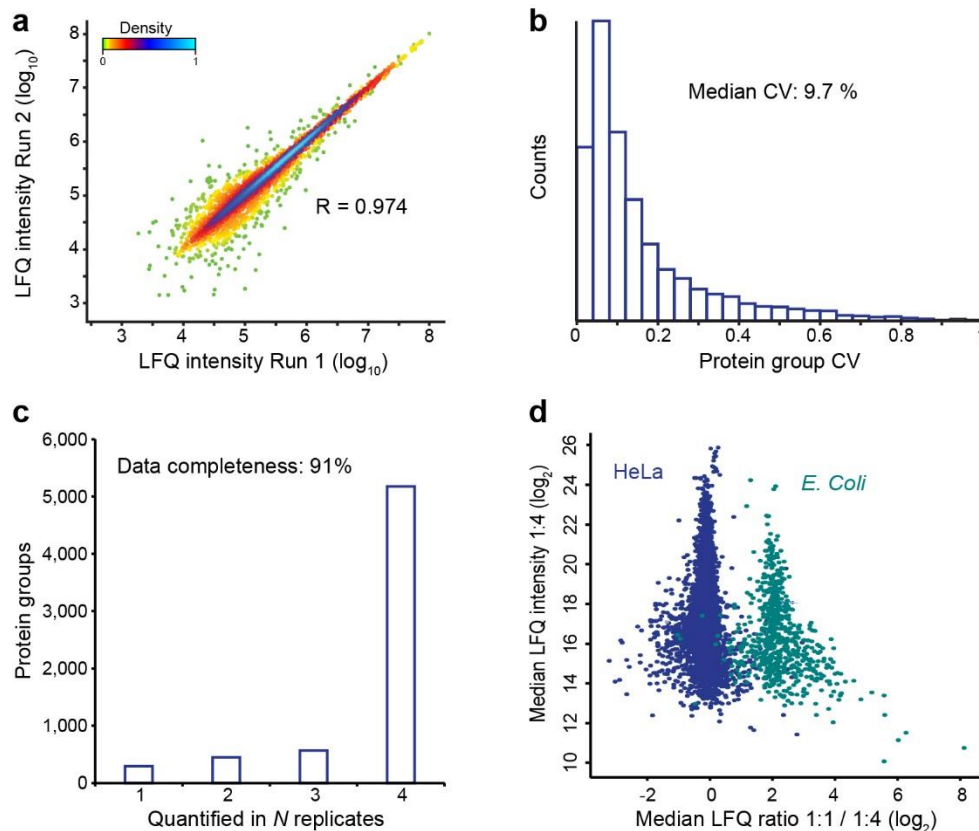 a
Density
0
1
8
7
6
5
4
3
LFQ intensity Run 2 (log10)
R = 0.974
3
4
5
6
7
8
LFQ intensity Run 1 (log10)
b
Median CV: 9.7 %
Counts
0
0.2
0.4
0.6
0.8
1
Protein group CV
c
6,000
5,000
4,000
3,000
2,000
1,000
0
Protein groups
Data completeness: 91%
1
2
3
4
Quantified in N replicates
d
26
24
22
20
18
16
14
12
10
Median LFQ intensity 1:4 (log2)
HeLa
E. Coli
-2
0
2
4
6
8
Median LFQ ratio 1:1 / 1:4 (log2)